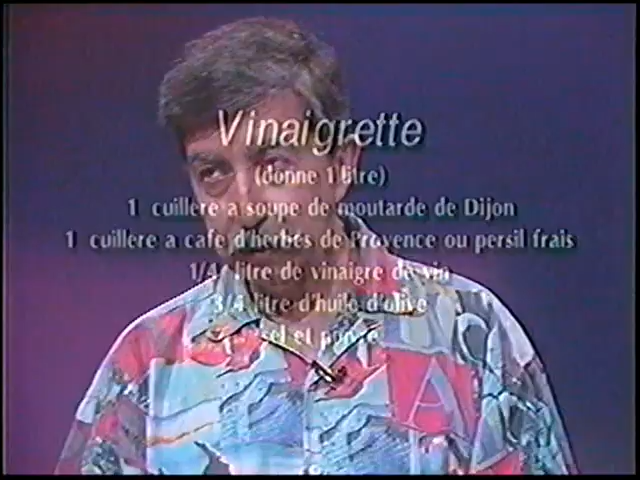 Vinaigrette
(donne 1 litre)
1 cuillere a soupe de moutarde de Dijon
1 cuillere a cafe d'herbes de Provence ou persil frais
1/4 litre de vinaigre de vin
3/4 litre d'huile d'olive
sel et poivre
A